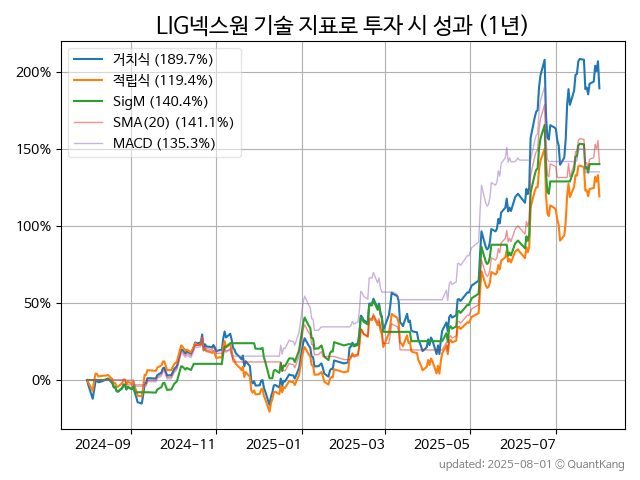 LIG넥스원 기술 지표로 투자 시 성과 (1년)
거치식 (189.7%)
적립식 (119.4%)
SigM (140.4%)
SMA(20) (141.1%)
MACD (135.3%)
200%
150%
100%
50%
0%
2024-09 2024-11 2025-01 2025-03 2025-05 2025-07
updated: 2025-08-01 © QuantKang